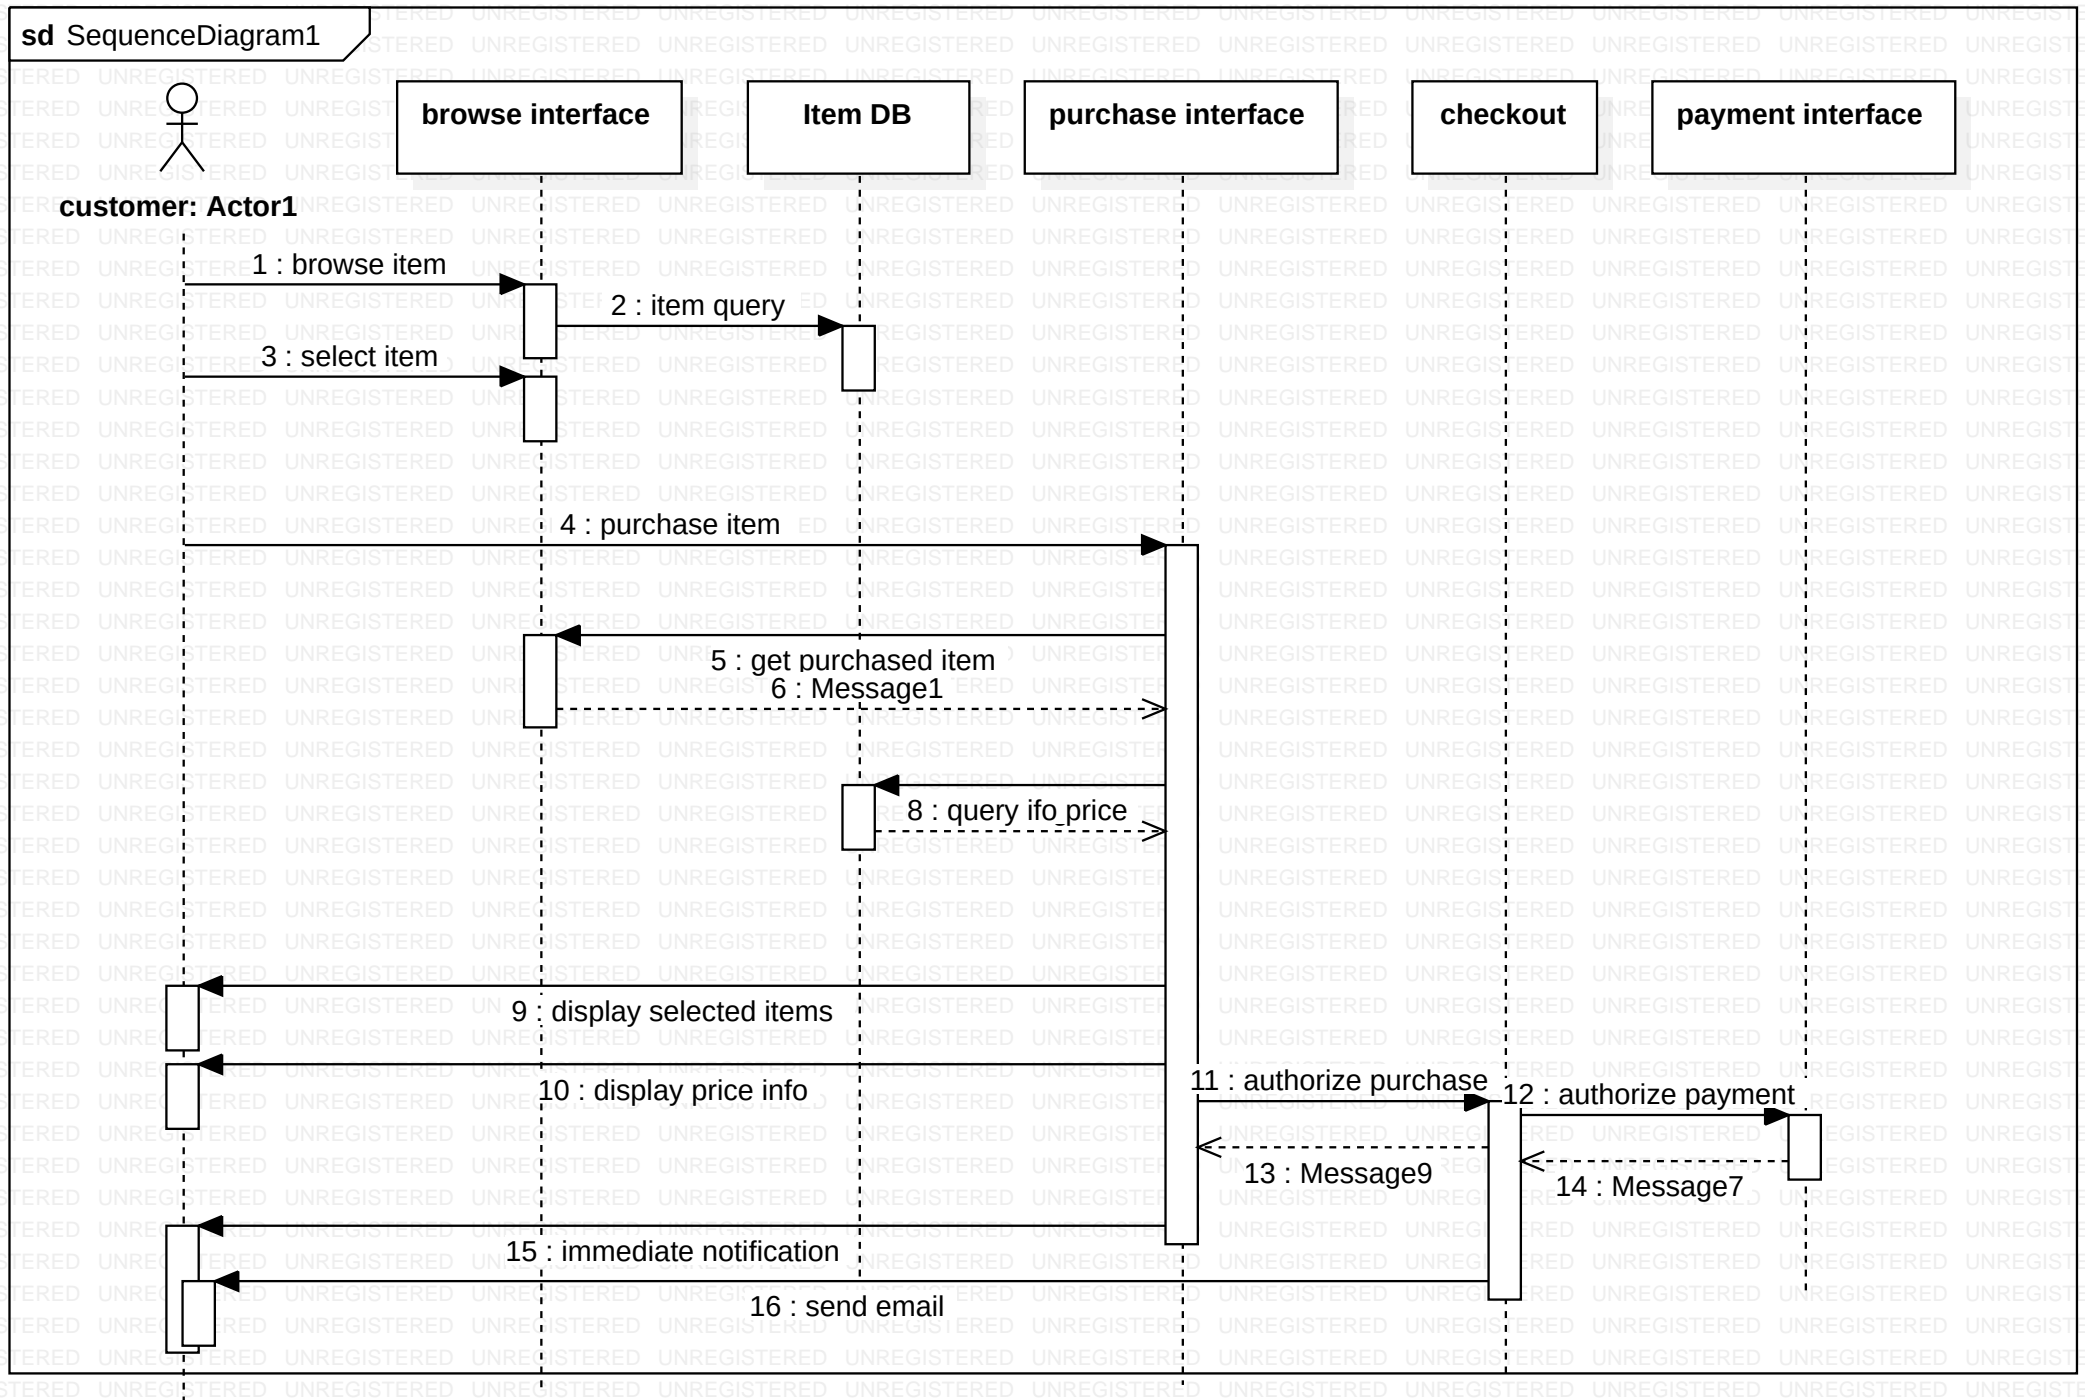 sd SequenceDiagram1
browse interface
Item DB
purchase interface
checkout
payment interface
customer: Actor1
1 : browse item
2 : item query
3 : select item
4 : purchase item
5 : get purchased item
6 : Message1
8 : query ifo_price
9 : display selected items
10 : display price info
11 : authorize purchase
12 : authorize payment
13 : Message9
14 : Message7
15 : immediate notification
16 : send email
UNREGISTERED